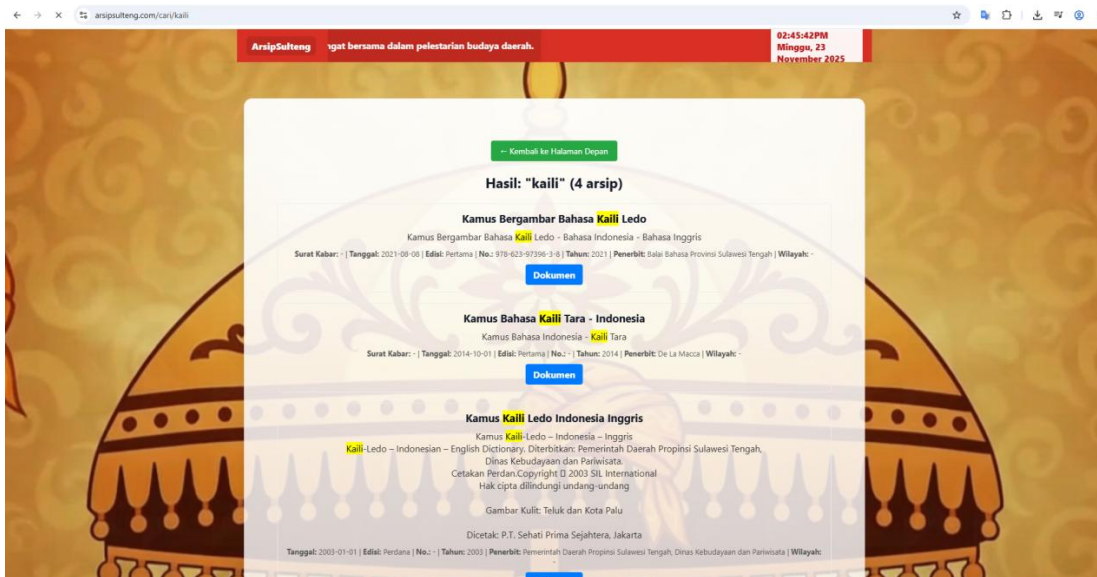 arsipsulteng.com/cari/kaili
ArsipSulteng
ngat bersama dalam pelestarian budaya daerah.
02:45:42PM
Minggu, 23
November 2025
← Kembali ke Halaman Depan
Hasil: "kaili" (4 arsip)
Kamus Bergambar Bahasa Kaili Ledo
Kamus Bergambar Bahasa Kaili Ledo - Bahasa Indonesia - Bahasa Inggris
Surat Kabar: - | Tanggal: 2021-08-08 | Edisi: Pertama | No.: 978-623-97396-3-8 | Tahun: 2021 | Penerbit: Balai Bahasa Provinsi Sulawesi Tengah | Wilayah: -
Dokumen
Kamus Bahasa Kaili Tara - Indonesia
Kamus Bahasa Indonesia - Kaili Tara
Surat Kabar: - | Tanggal: 2014-10-01 | Edisi: Pertama | No.: - | Tahun: 2014 | Penerbit: De La Macca | Wilayah: -
Dokumen
Kamus Kaili Ledo Indonesia Inggris
Kamus Kaili-Ledo – Indonesia – Inggris
Kaili-Ledo – Indonesian – English Dictionary. Diterbitkan: Pemerintah Daerah Propinsi Sulawesi Tengah,
Dinas Kebudayaan dan Pariwisata.
Cetakan Perdan.Copyright  2003 SIL International
Hak cipta dilindungi undang-undang
Gambar Kulit: Teluk dan Kota Palu
Dicetak: P.T. Sehati Prima Sejahtera, Jakarta
Tanggal: 2003-01-01 | Edisi: Perdana | No.: - | Tahun: 2003 | Penerbit: Pemerintah Daerah Propinsi Sulawesi Tengah, Dinas Kebudayaan dan Pariwisata | Wilayah:
-